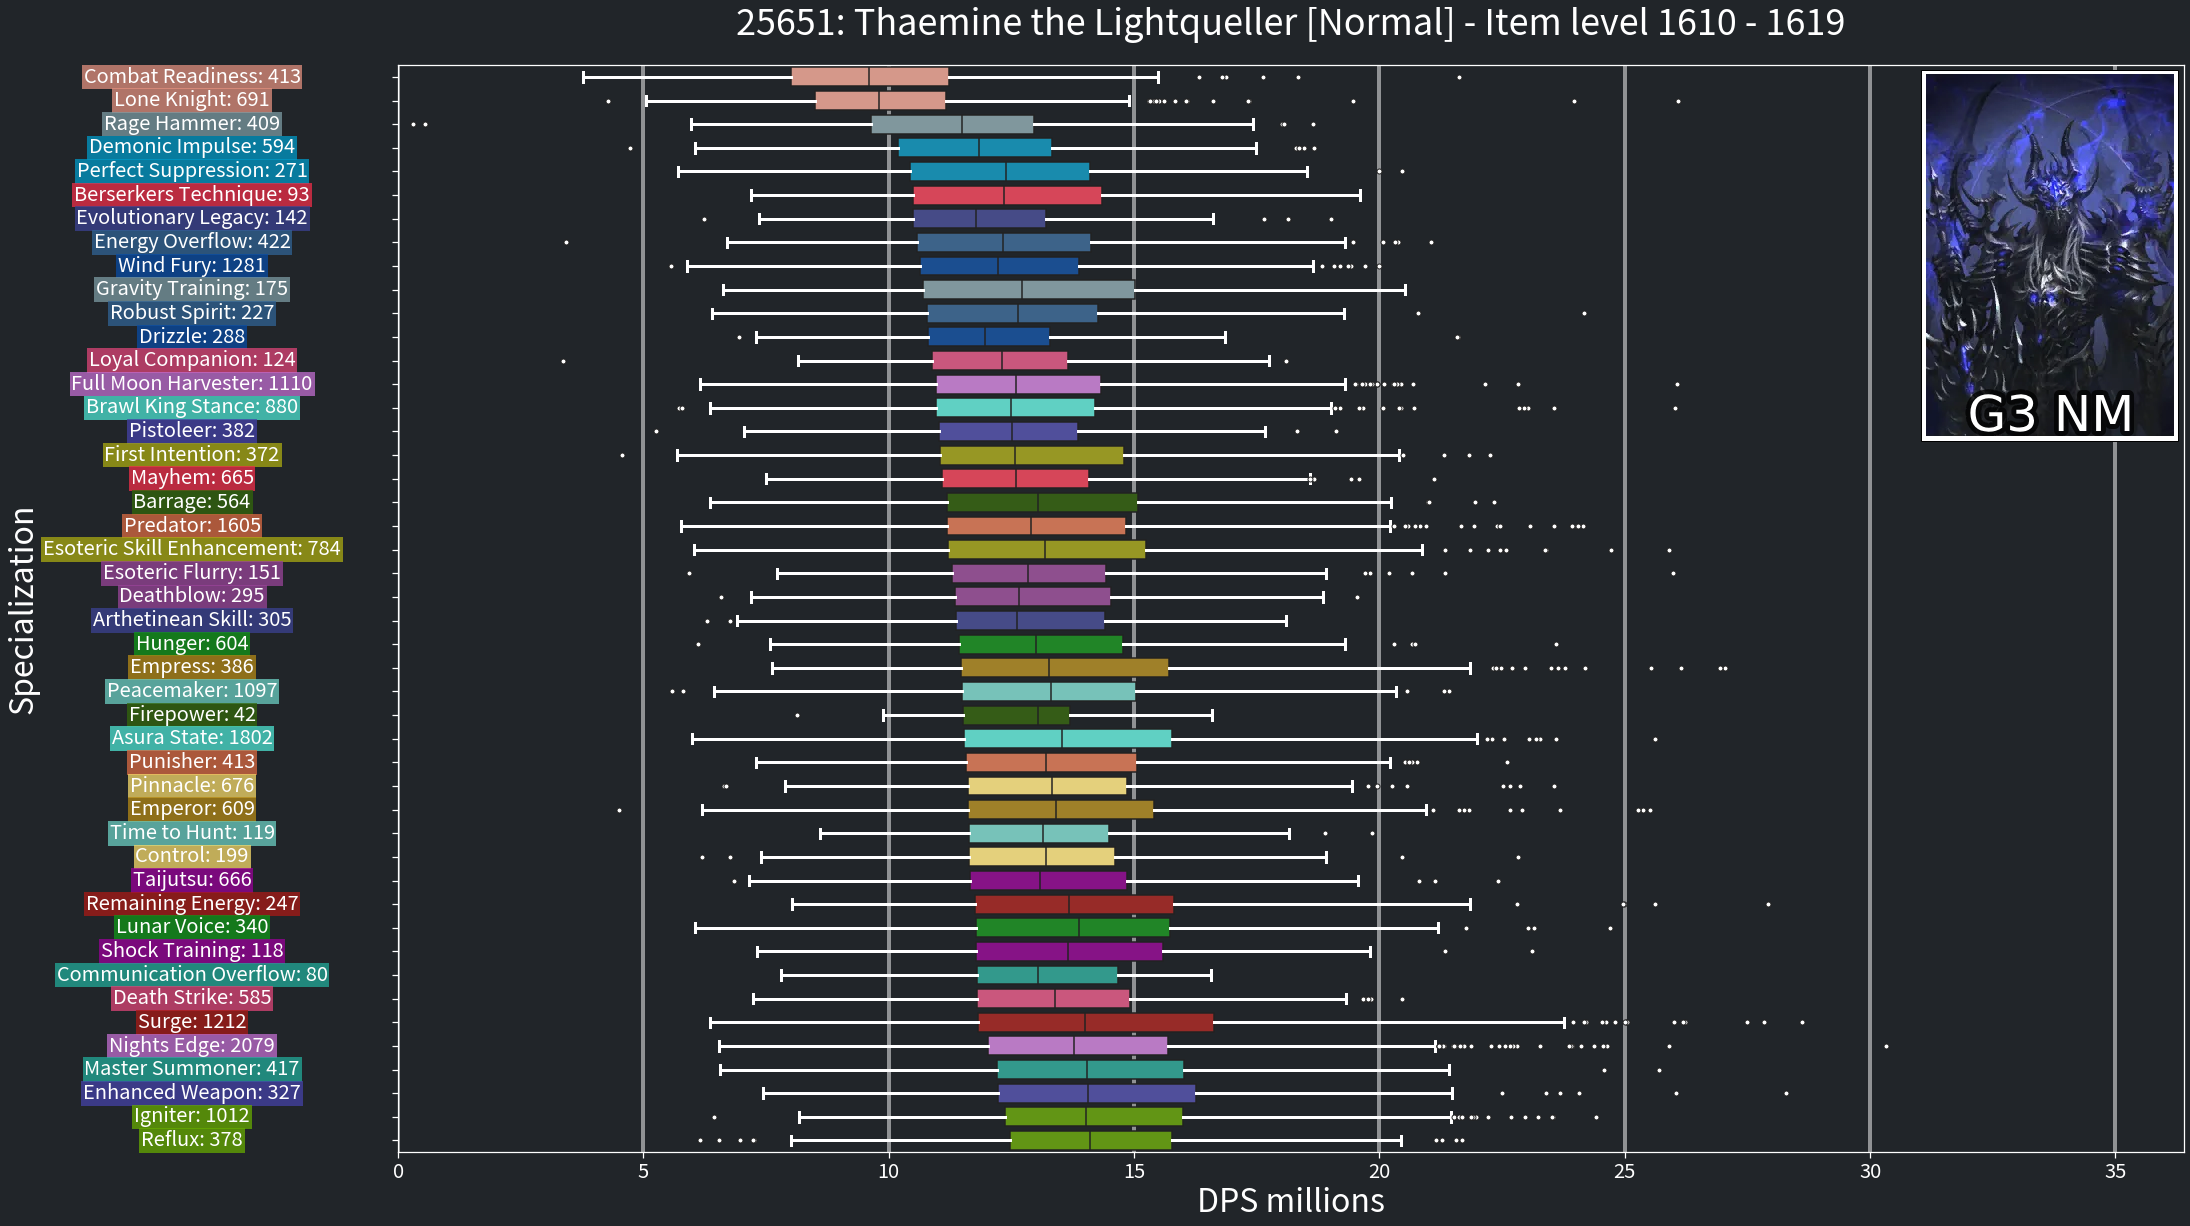 25651: Thaemine the Lightqueller [Normal] - Item level 1610 - 1619
Combat Readiness: 413
Lone Knight: 691
Rage Hammer: 409
Demonic Impulse: 594
Perfect Suppression: 271
Berserkers Technique: 93
Evolutionary Legacy: 142
Energy Overflow: 422
Wind Fury: 1281
Gravity Training: 175
Robust Spirit: 227
Drizzle: 288
Loyal Companion: 124
Full Moon Harvester: 1110
Brawl King Stance: 880
Pistoleer: 382
First Intention: 372
Mayhem: 665
Barrage: 564
Predator: 1605
Esoteric Skill Enhancement: 784
Esoteric Flurry: 151
Deathblow: 295
Arthetinean Skill: 305
Hunger: 604
Empress: 386
Peacemaker: 1097
Firepower: 42
Asura State: 1802
Punisher: 413
Pinnacle: 676
Emperor: 609
Time to Hunt: 119
Control: 199
Taijutsu: 666
Remaining Energy: 247
Lunar Voice: 340
Shock Training: 118
Communication Overflow: 80
Death Strike: 585
Surge: 1212
Nights Edge: 2079
Master Summoner: 417
Enhanced Weapon: 327
Igniter: 1012
Reflux: 378
Specialization
G3 NM
0 5 10 15 20 25 30 35
DPS millions